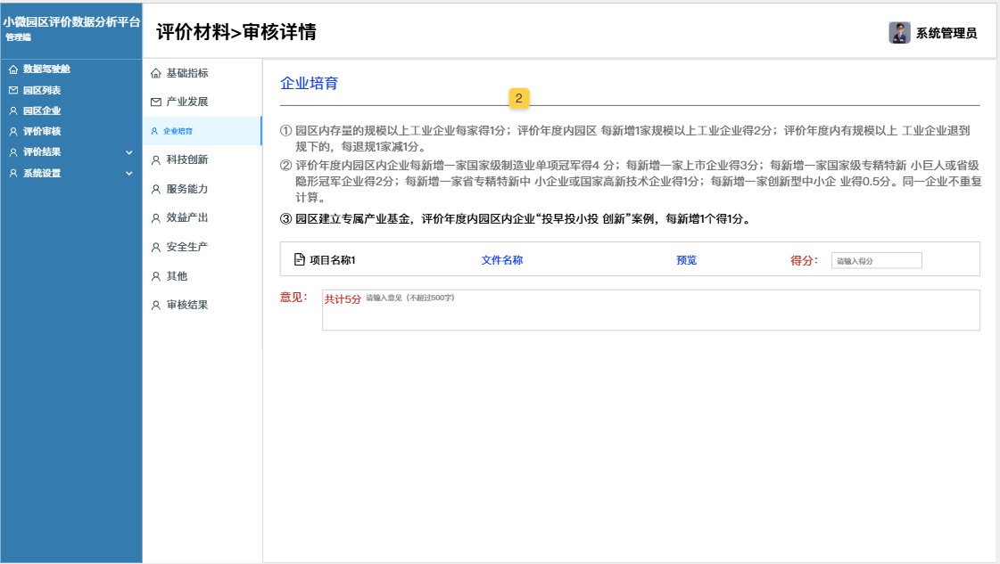 小微园区评价数据分析平台
管理端
评价材料>审核详情
系统管理员
数据驾驶舱
园区列表
园区企业
评价审核
评价结果
系统设置
基础指标
产业发展
企业培育
科技创新
服务能力
效益产出
安全生产
其他
审核结果
企业培育
2
① 园区内存量的规模以上工业企业每家得1分；评价年度内园区 每新增1家规模以上工业企业得2分；评价年度内有规模以上 工业企业退到
规下的，每退规1家减1分。
② 评价年度内园区内企业每新增一家国家级制造业单项冠军得4 分；每新增一家上市企业得3分；每新增一家国家级专精特新 小巨人或省级
隐形冠军企业得2分；每新增一家省专精特新中 小企业或国家高新技术企业得1分；每新增一家创新型中小企 业得0.5分。同一企业不重复
计算。
③ 园区建立专属产业基金，评价年度内园区内企业“投早投小投 创新”案例，每新增1个得1分。
项目名称1 文件名称 预览 得分： 请输入得分
意见： 共计5分 请输入意见（不超过500字）